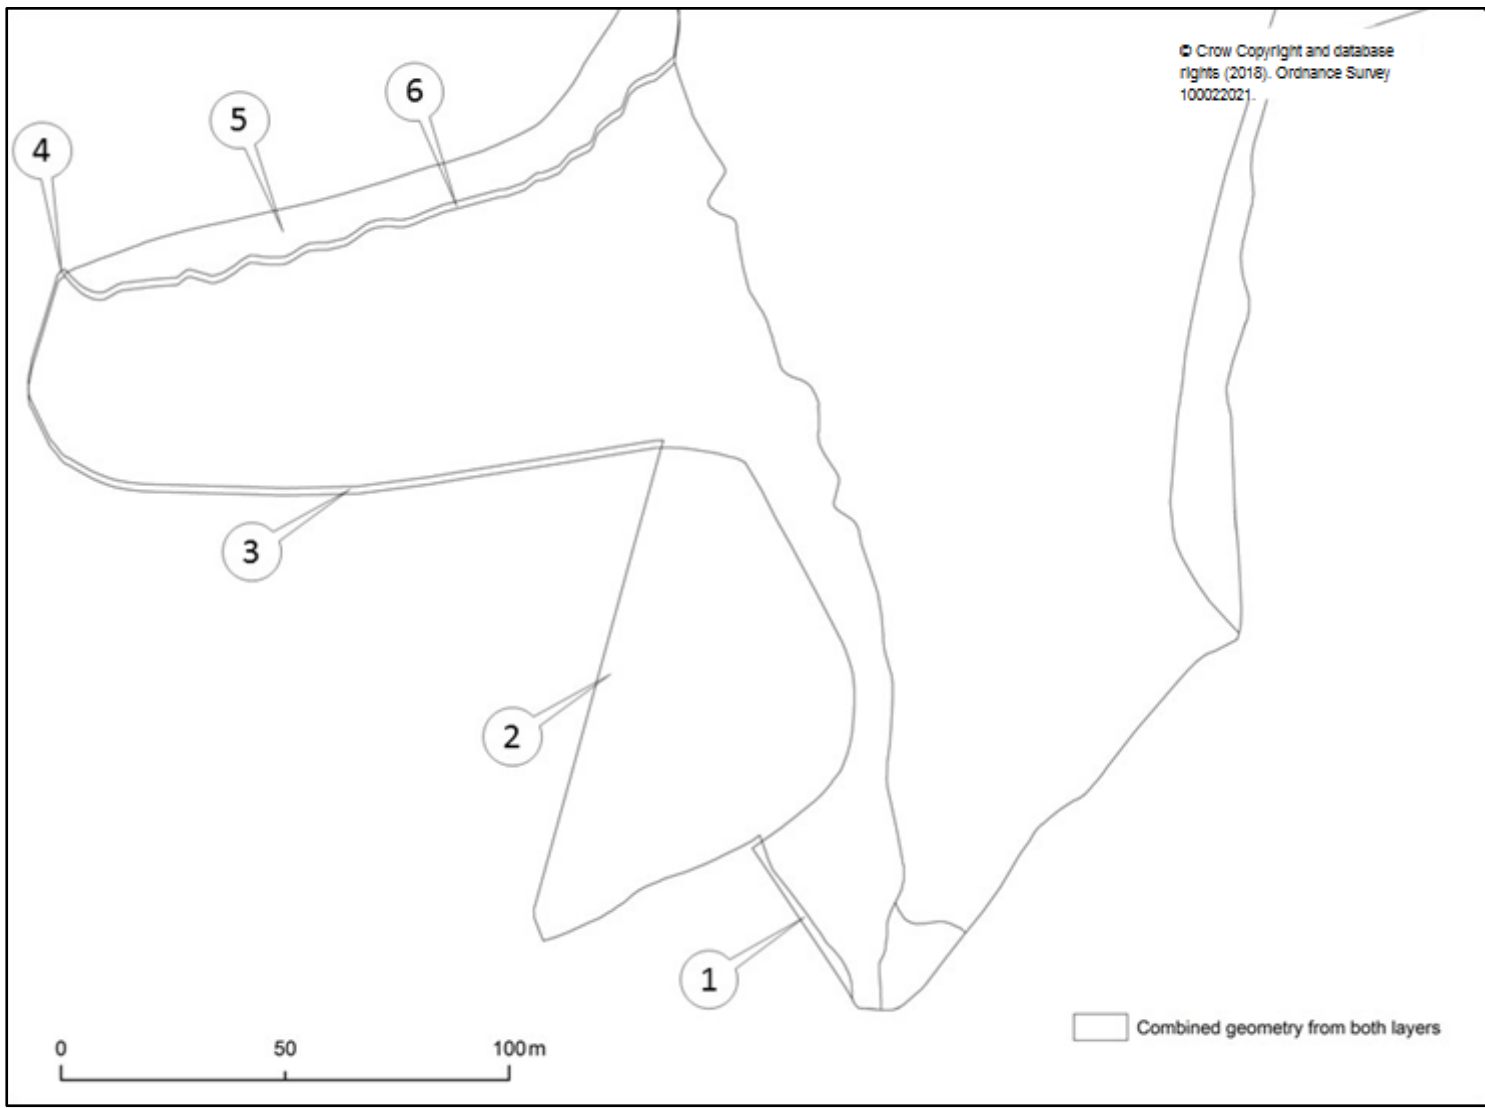 © Crow Copyright and database
rights (2018). Ordnance Survey
100022021.
6
5
4
3
2
1
0 50 100 m
Combined geometry from both layers